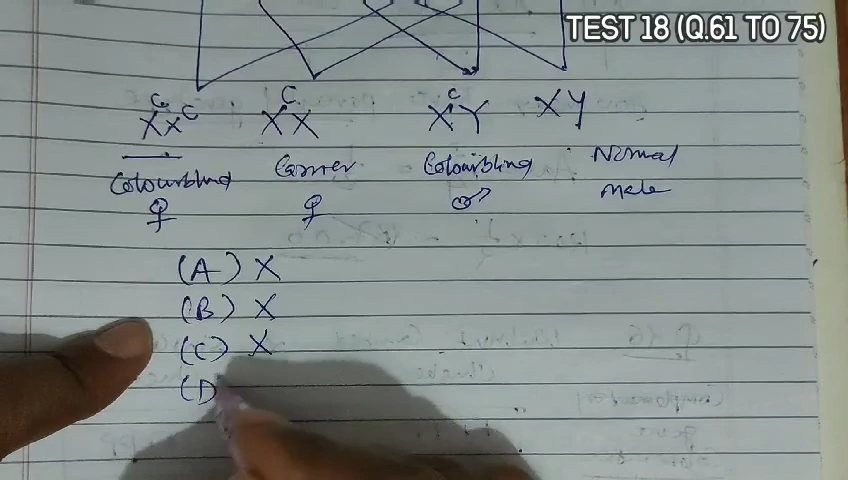 TEST 18 (Q.61 TO 75)
XᶜXᶜ XᶜX XᶜY XY
Colourblind Carrier Colourblind Normal
♀ ♀ ♂ male
(A) X
(B) X
(C) X
(D